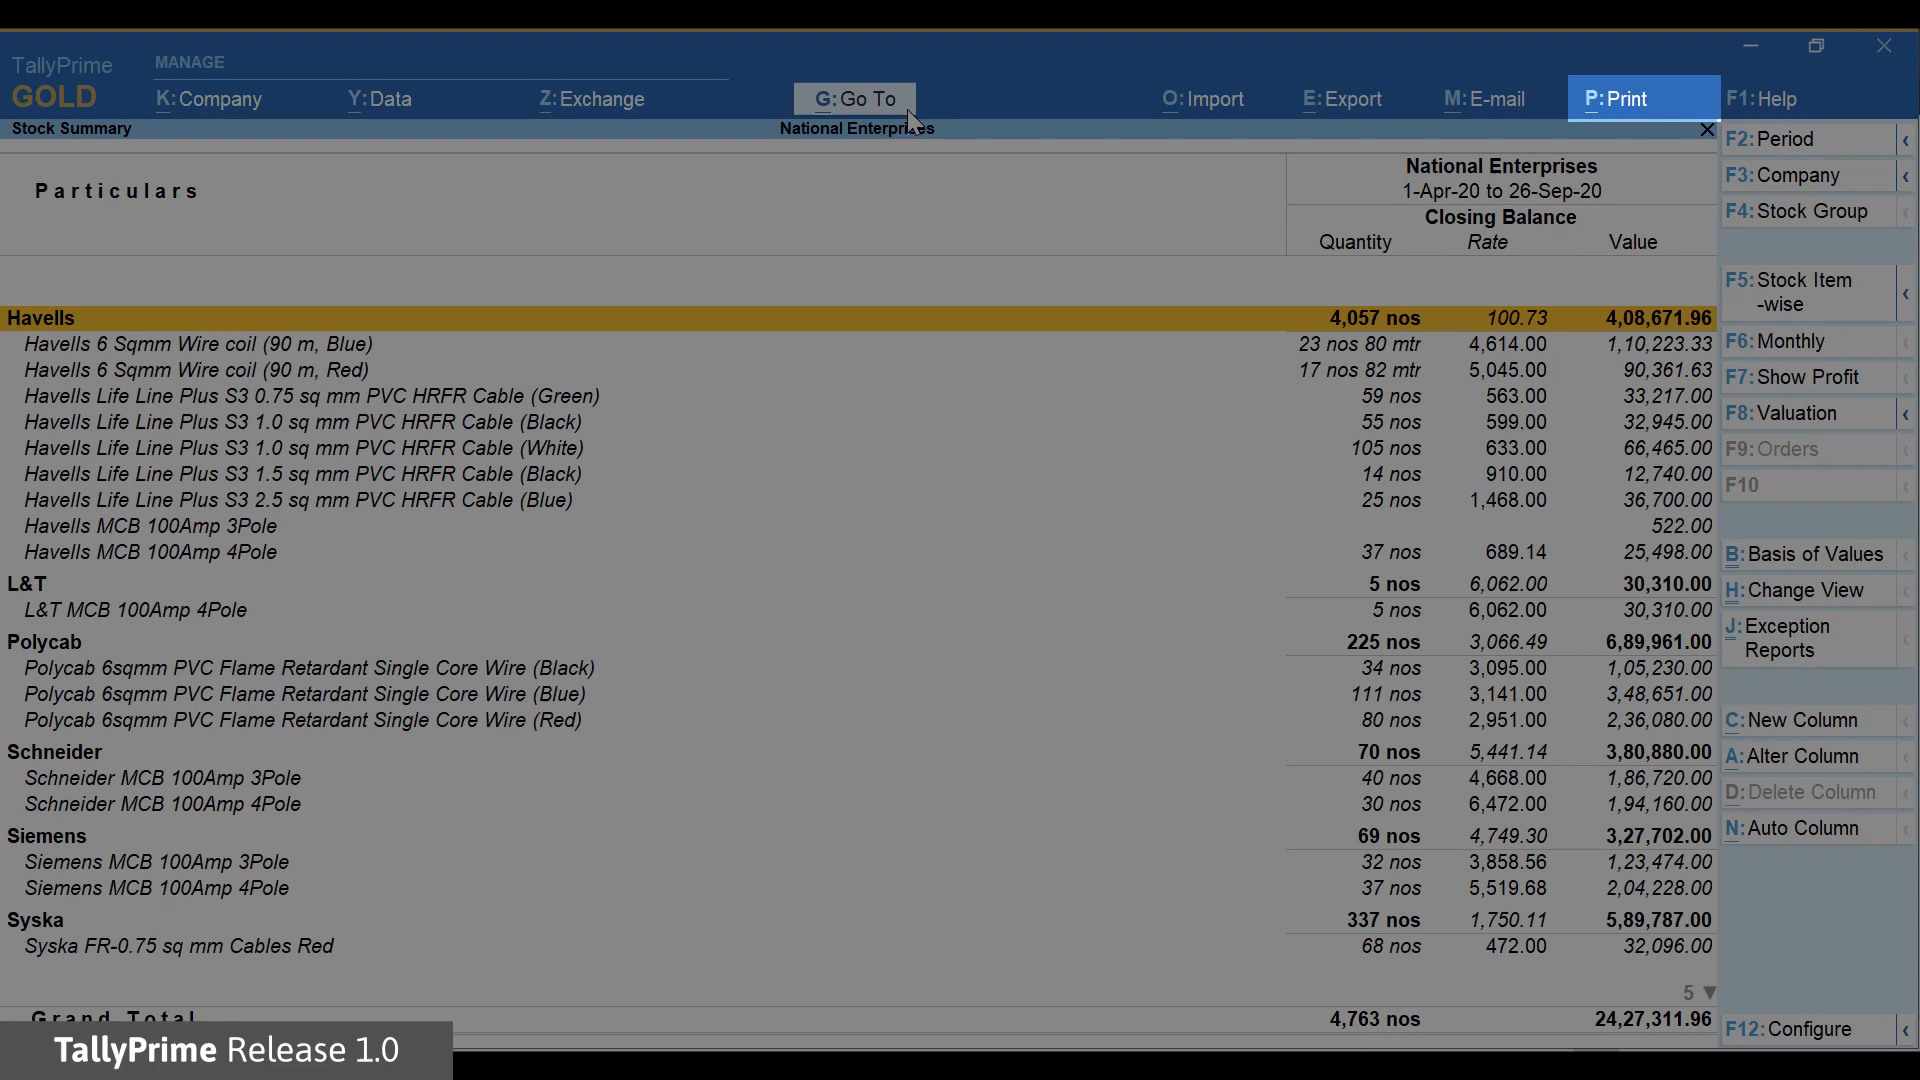 TallyPrime
GOLD
MANAGE
K:Company
Y:Data
Z:Exchange
G:Go To
O:Import
E:Export
M:E-mail
P:Print
F1:Help
Stock Summary
National Enterprises
Particulars
National Enterprises
1-Apr-20 to 26-Sep-20
Closing Balance
Quantity Rate Value
Havells 4,057 nos 100.73 4,08,671.96
Havells 6 Sqmm Wire coil (90 m, Blue) 23 nos 80 mtr 4,614.00 1,10,223.33
Havells 6 Sqmm Wire coil (90 m, Red) 17 nos 82 mtr 5,045.00 90,361.63
Havells Life Line Plus S3 0.75 sq mm PVC HRFR Cable (Green) 59 nos 563.00 33,217.00
Havells Life Line Plus S3 1.0 sq mm PVC HRFR Cable (Black) 55 nos 599.00 32,945.00
Havells Life Line Plus S3 1.0 sq mm PVC HRFR Cable (White) 105 nos 633.00 66,465.00
Havells Life Line Plus S3 1.5 sq mm PVC HRFR Cable (Black) 14 nos 910.00 12,740.00
Havells Life Line Plus S3 2.5 sq mm PVC HRFR Cable (Blue) 25 nos 1,468.00 36,700.00
Havells MCB 100Amp 3Pole 522.00
Havells MCB 100Amp 4Pole 37 nos 689.14 25,498.00
L&T 5 nos 6,062.00 30,310.00
L&T MCB 100Amp 4Pole 5 nos 6,062.00 30,310.00
Polycab 225 nos 3,066.49 6,89,961.00
Polycab 6sqmm PVC Flame Retardant Single Core Wire (Black) 34 nos 3,095.00 1,05,230.00
Polycab 6sqmm PVC Flame Retardant Single Core Wire (Blue) 111 nos 3,141.00 3,48,651.00
Polycab 6sqmm PVC Flame Retardant Single Core Wire (Red) 80 nos 2,951.00 2,36,080.00
Schneider 70 nos 5,441.14 3,80,880.00
Schneider MCB 100Amp 3Pole 40 nos 4,668.00 1,86,720.00
Schneider MCB 100Amp 4Pole 30 nos 6,472.00 1,94,160.00
Siemens 69 nos 4,749.30 3,27,702.00
Siemens MCB 100Amp 3Pole 32 nos 3,858.56 1,23,474.00
Siemens MCB 100Amp 4Pole 37 nos 5,519.68 2,04,228.00
Syska 337 nos 1,750.11 5,89,787.00
Syska FR-0.75 sq mm Cables Red 68 nos 472.00 32,096.00
5
Grand Total 4,763 nos 24,27,311.96
TallyPrime Release 1.0
F2:Period
F3:Company
F4:Stock Group
F5:Stock Item
-wise
F6:Monthly
F7:Show Profit
F8:Valuation
F9:Orders
F10
B:Basis of Values
H:Change View
J:Exception
Reports
C:New Column
A:Alter Column
D:Delete Column
N:Auto Column
F12:Configure